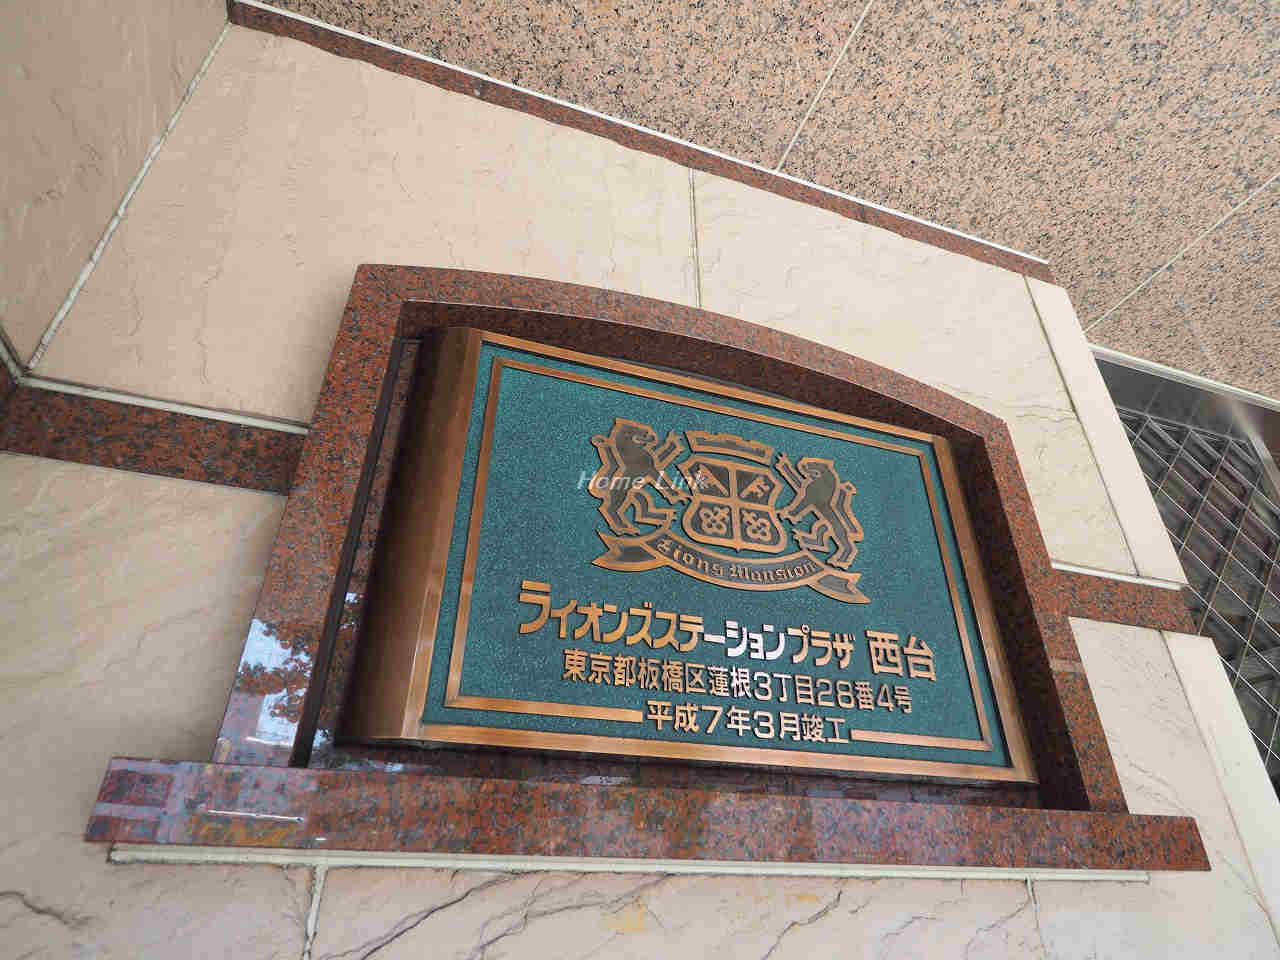 Home Link
Lions Mansion
ライオンズステーションプラザ 西台
東京都板橋区蓮根3丁目28番4号
平成7年3月竣工